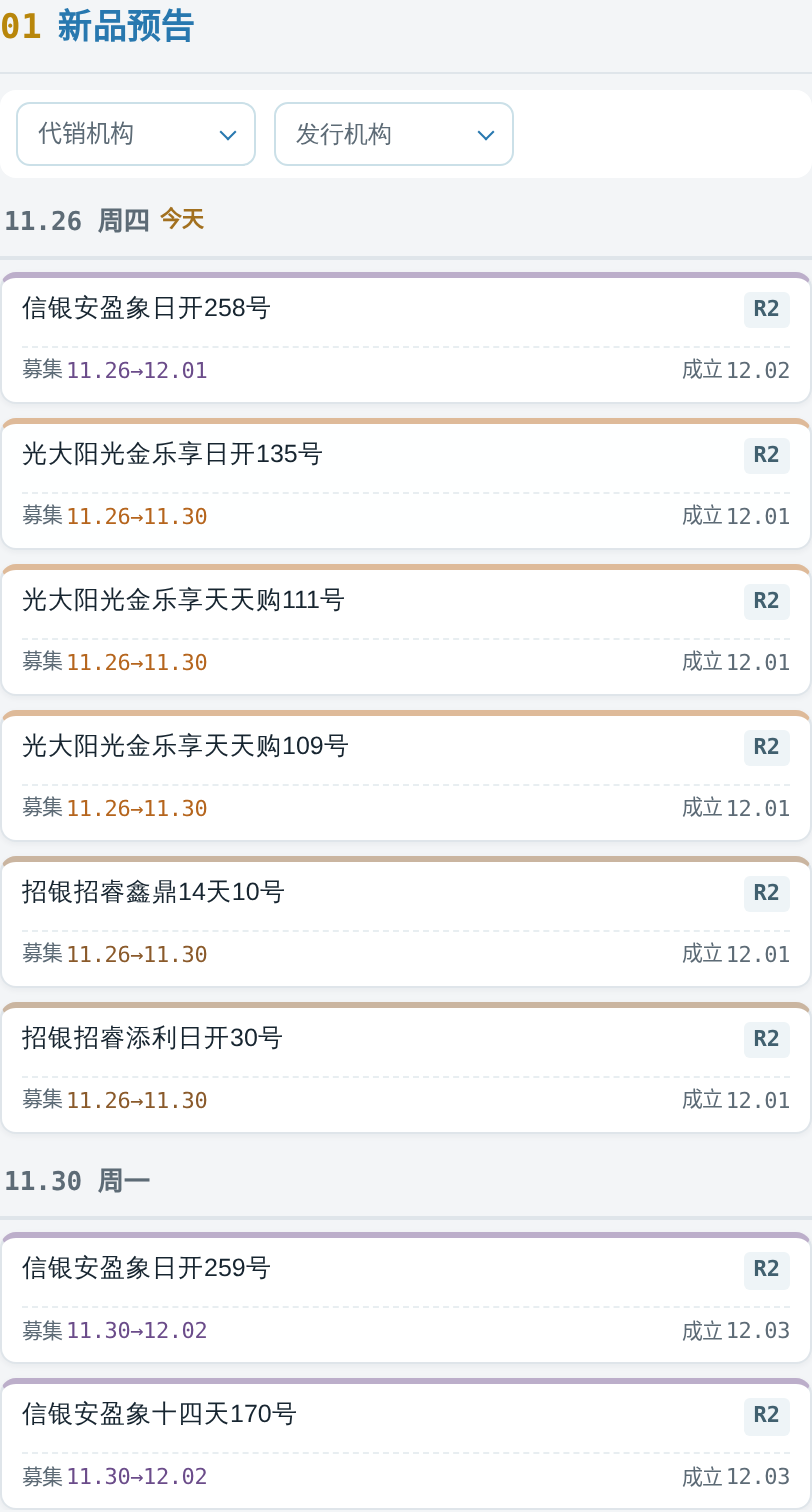 01 新品预告
代销机构 发行机构
11.26 周四 今天
信银安盈象日开258号 R2
募集 11.26→12.01 成立 12.02
光大阳光金乐享日开135号 R2
募集 11.26→11.30 成立 12.01
光大阳光金乐享天天购111号 R2
募集 11.26→11.30 成立 12.01
光大阳光金乐享天天购109号 R2
募集 11.26→11.30 成立 12.01
招银招睿鑫鼎14天10号 R2
募集 11.26→11.30 成立 12.01
招银招睿添利日开30号 R2
募集 11.26→11.30 成立 12.01
11.30 周一
信银安盈象日开259号 R2
募集 11.30→12.02 成立 12.03
信银安盈象十四天170号 R2
募集 11.30→12.02 成立 12.03